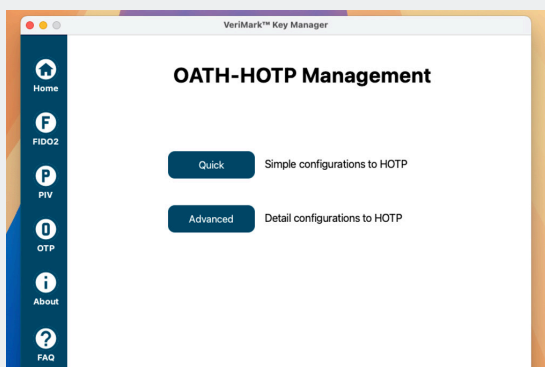 VeriMark™ Key Manager
Home
FIDO2
PIV
OTP
About
FAQ
OATH-HOTP Management
Quick Simple configurations to HOTP
Advanced Detail configurations to HOTP